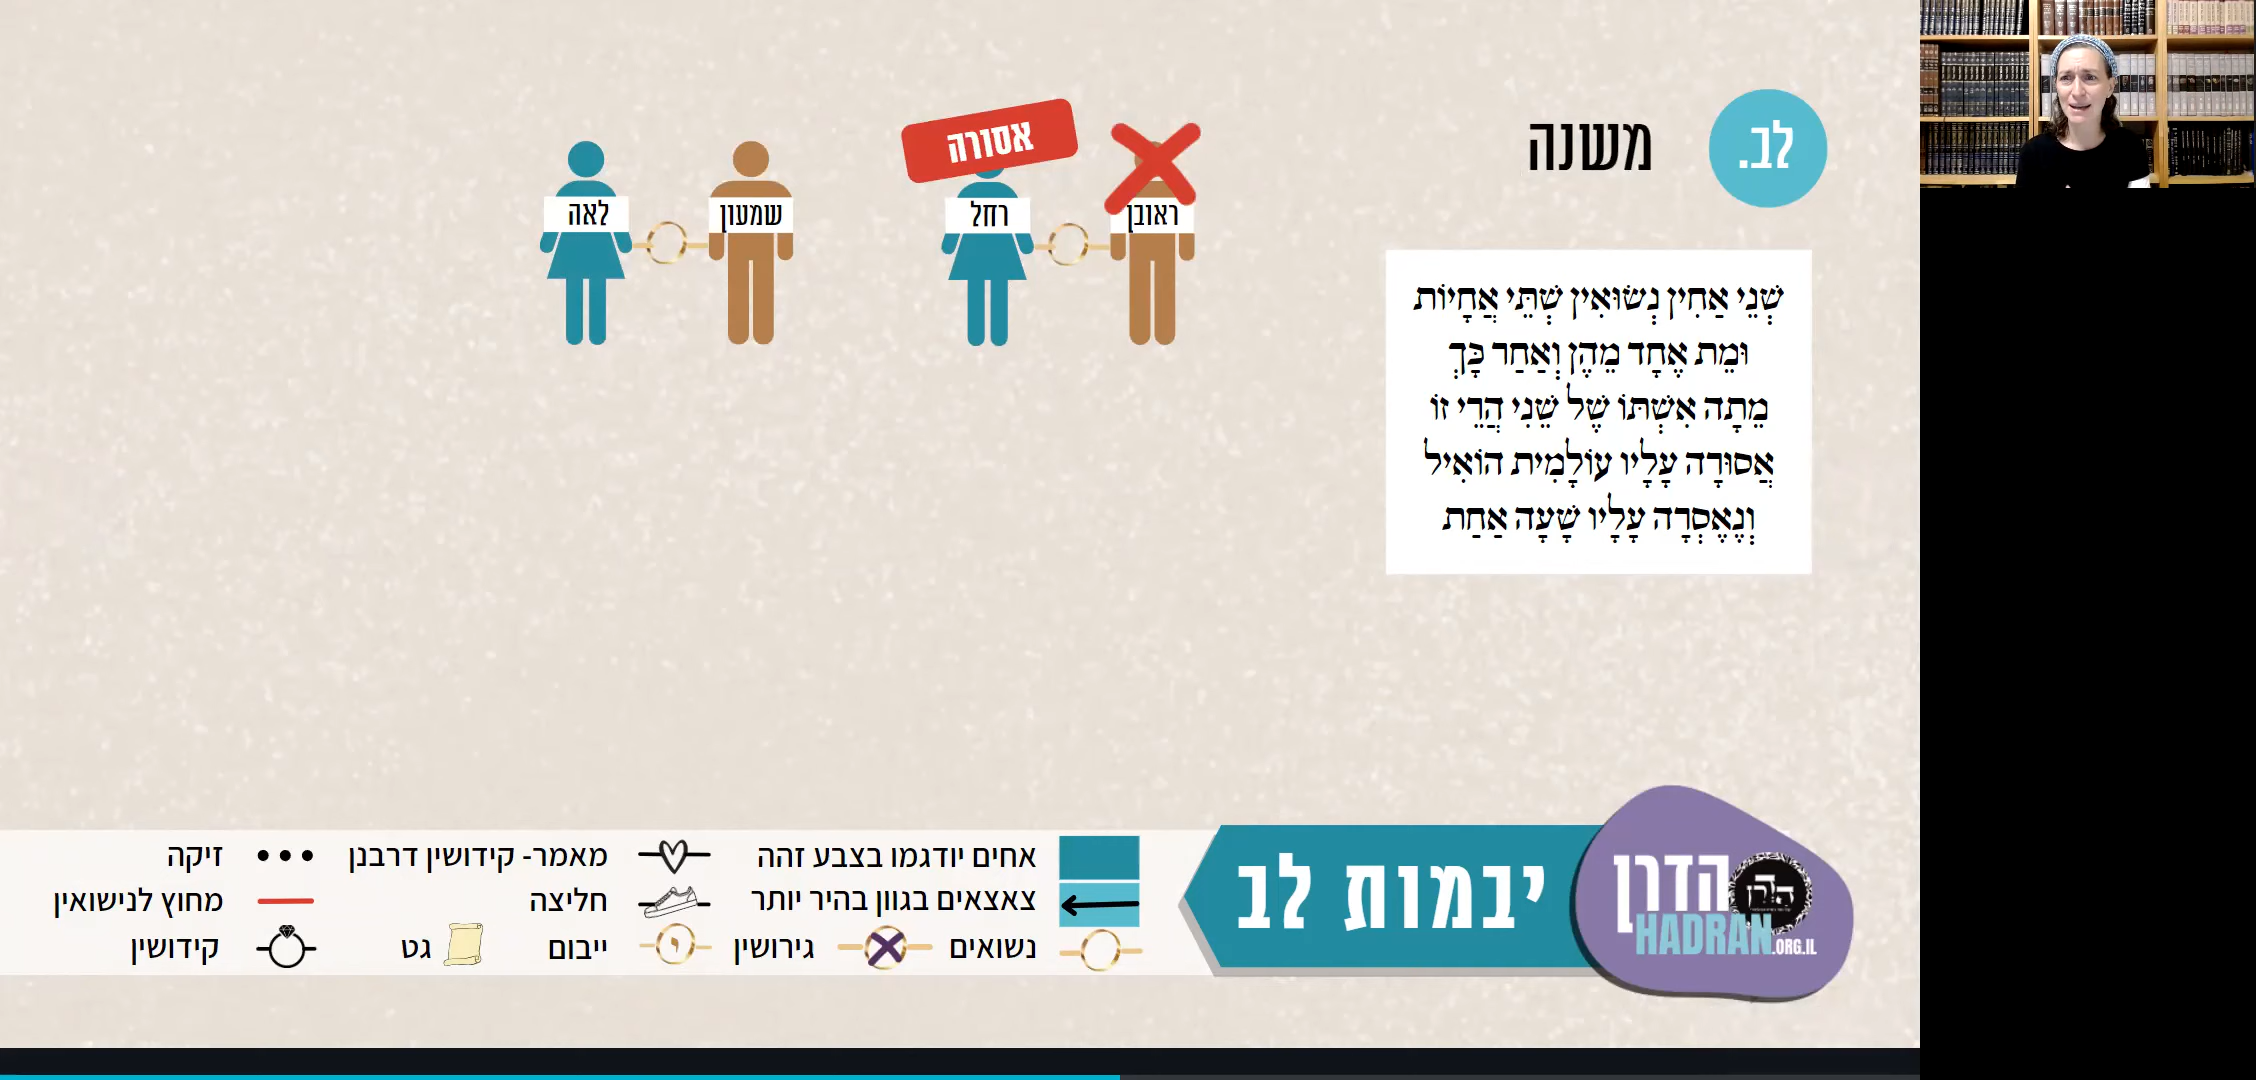 לב.
משנה
שְׁנֵי אַחִין נְשׂוּאִין שְׁתֵּי אֲחָיוֹת
וּמֵת אֶחָד מֵהֶן וְאַחַר כָּךְ
מֵתָה אִשְׁתּוֹ שֶׁל שֵׁנִי הֲרֵי זוֹ
אֲסוּרָה עָלָיו עוֹלָמִית הוֹאִיל
וְנֶאֶסְרָה עָלָיו שָׁעָה אַחַת
ראובן
אסורה
רחל
שמעון
לאה
הדרן
HADRAN.ORG.IL
יבמות לב
אחים יודגמו בצבע זהה
צאצאים בגוון בהיר יותר
נשואים
גירושין
מאמר- קידושין דרבנן
חליצה
י
ייבום
גט
זיקה
מחוץ לנישואין
קידושין